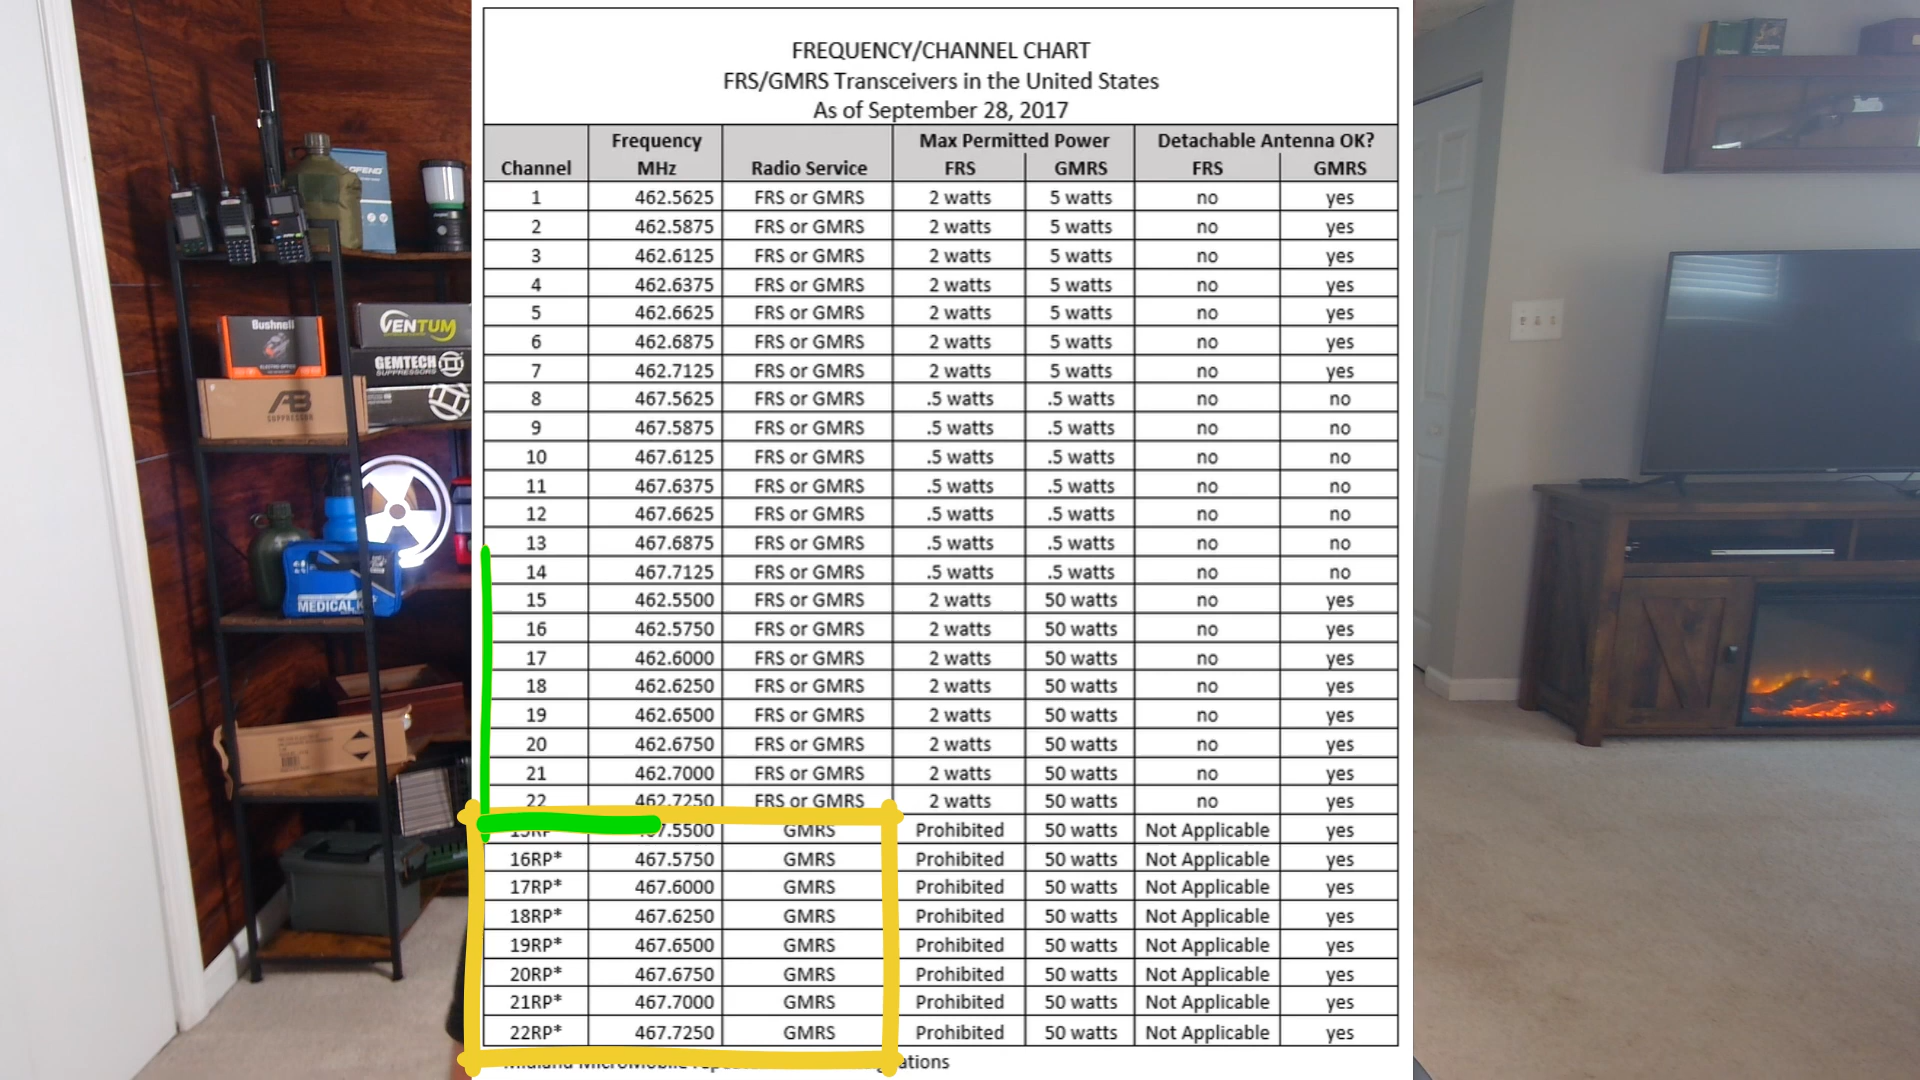 FREQUENCY/CHANNEL CHART
FRS/GMRS Transceivers in the United States
As of September 28, 2017
Channel Frequency MHz Radio Service Max Permitted Power FRS GMRS Detachable Antenna OK? FRS GMRS
1 462.5625 FRS or GMRS 2 watts 5 watts no yes
2 462.5875 FRS or GMRS 2 watts 5 watts no yes
3 462.6125 FRS or GMRS 2 watts 5 watts no yes
4 462.6375 FRS or GMRS 2 watts 5 watts no yes
5 462.6625 FRS or GMRS 2 watts 5 watts no yes
6 462.6875 FRS or GMRS 2 watts 5 watts no yes
7 462.7125 FRS or GMRS 2 watts 5 watts no yes
8 467.5625 FRS or GMRS .5 watts .5 watts no no
9 467.5875 FRS or GMRS .5 watts .5 watts no no
10 467.6125 FRS or GMRS .5 watts .5 watts no no
11 467.6375 FRS or GMRS .5 watts .5 watts no no
12 467.6625 FRS or GMRS .5 watts .5 watts no no
13 467.6875 FRS or GMRS .5 watts .5 watts no no
14 467.7125 FRS or GMRS .5 watts .5 watts no no
15 462.5500 FRS or GMRS 2 watts 50 watts no yes
16 462.5750 FRS or GMRS 2 watts 50 watts no yes
17 462.6000 FRS or GMRS 2 watts 50 watts no yes
18 462.6250 FRS or GMRS 2 watts 50 watts no yes
19 462.6500 FRS or GMRS 2 watts 50 watts no yes
20 462.6750 FRS or GMRS 2 watts 50 watts no yes
21 462.7000 FRS or GMRS 2 watts 50 watts no yes
22 462.7250 FRS or GMRS 2 watts 50 watts no yes
7.5500 GMRS Prohibited 50 watts Not Applicable yes
16RP* 467.5750 GMRS Prohibited 50 watts Not Applicable yes
17RP* 467.6000 GMRS Prohibited 50 watts Not Applicable yes
18RP* 467.6250 GMRS Prohibited 50 watts Not Applicable yes
19RP* 467.6500 GMRS Prohibited 50 watts Not Applicable yes
20RP* 467.6750 GMRS Prohibited 50 watts Not Applicable yes
21RP* 467.7000 GMRS Prohibited 50 watts Not Applicable yes
22RP* 467.7250 GMRS Prohibited 50 watts Not Applicable yes
Midland MicroMobile
Bushnell
VENTUM
GEMTECH
SUPPRESSORS
AB
SUPPRESSOR
MEDICAL